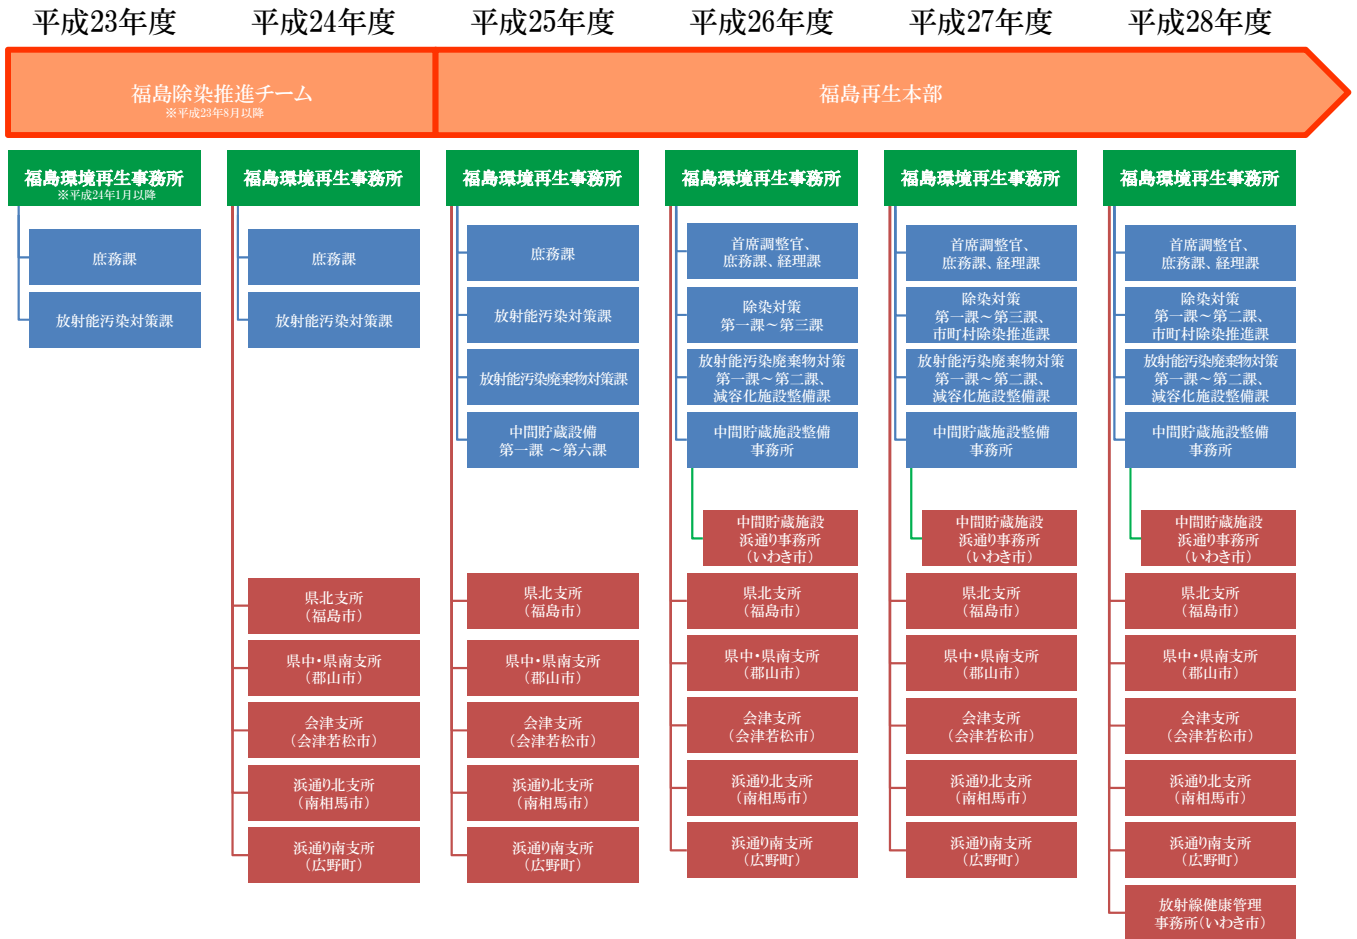 平成23年度
平成24年度
平成25年度
平成26年度
平成27年度
平成28年度
福島除染推進チーム
※平成23年8月以降
福島再生本部
福島環境再生事務所
※平成24年1月以降
庶務課
放射能汚染対策課
福島環境再生事務所
庶務課
放射能汚染対策課
県北支所
（福島市）
県中・県南支所
（郡山市）
会津支所
（会津若松市）
浜通り北支所
（南相馬市）
浜通り南支所
（広野町）
福島環境再生事務所
庶務課
放射能汚染対策課
放射能汚染廃棄物対策課
中間貯蔵設備
第一課 ～第六課
県北支所
（福島市）
県中・県南支所
（郡山市）
会津支所
（会津若松市）
浜通り北支所
（南相馬市）
浜通り南支所
（広野町）
福島環境再生事務所
首席調整官、
庶務課、経理課
除染対策
第一課～第三課
放射能汚染廃棄物対策
第一課～第二課、
減容化施設整備課
中間貯蔵施設整備
事務所
中間貯蔵施設
浜通り事務所
（いわき市）
県北支所
（福島市）
県中・県南支所
（郡山市）
会津支所
（会津若松市）
浜通り北支所
（南相馬市）
浜通り南支所
（広野町）
福島環境再生事務所
首席調整官、
庶務課、経理課
除染対策
第一課～第三課、
市町村除染推進課
放射能汚染廃棄物対策
第一課～第二課、
減容化施設整備課
中間貯蔵施設整備
事務所
中間貯蔵施設
浜通り事務所
（いわき市）
県北支所
（福島市）
県中・県南支所
（郡山市）
会津支所
（会津若松市）
浜通り北支所
（南相馬市）
浜通り南支所
（広野町）
福島環境再生事務所
首席調整官、
庶務課、経理課
除染対策
第一課～第二課、
市町村除染推進課
放射能汚染廃棄物対策
第一課～第二課、
減容化施設整備課
中間貯蔵施設整備
事務所
中間貯蔵施設
浜通り事務所
（いわき市）
県北支所
（福島市）
県中・県南支所
（郡山市）
会津支所
（会津若松市）
浜通り北支所
（南相馬市）
浜通り南支所
（広野町）
放射線健康管理
事務所（いわき市）